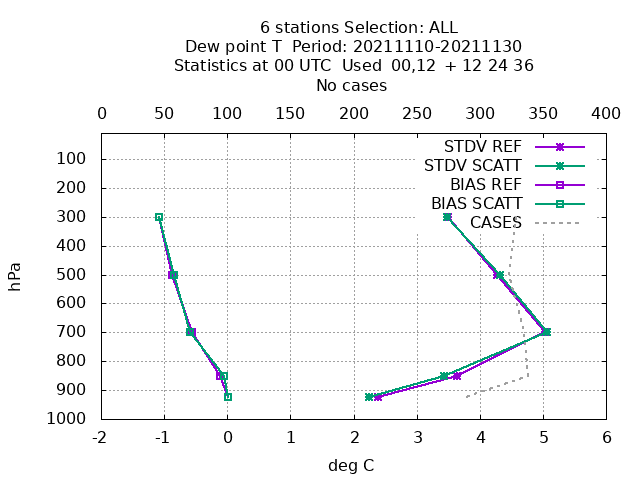 6 stations Selection: ALL
Dew point T  Period: 20211110-20211130
Statistics at 00 UTC  Used  00,12  + 12 24 36
No cases
0 50 100 150 200 250 300 350 400
STDV REF
STDV SCATT
BIAS REF
BIAS SCATT
CASES
hPa
100
200
300
400
500
600
700
800
900
1000
-2 -1 0 1 2 3 4 5 6
deg C